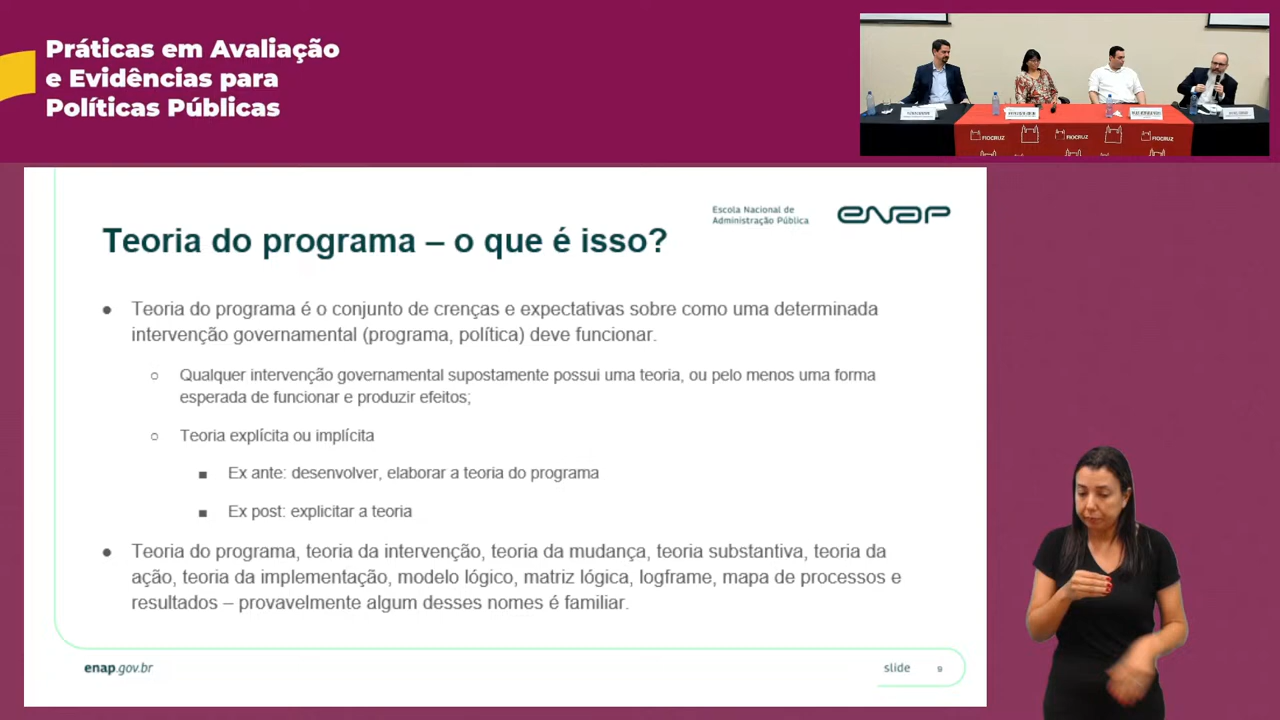 Práticas em Avaliação
e Evidências para
Políticas Públicas
FIOCRUZ
FIOCRUZ
FIOCRUZ
Escola Nacional de
Administração Pública
enap
Teoria do programa – o que é isso?
● Teoria do programa é o conjunto de crenças e expectativas sobre como uma determinada
intervenção governamental (programa, política) deve funcionar.
○ Qualquer intervenção governamental supostamente possui uma teoria, ou pelo menos uma forma
esperada de funcionar e produzir efeitos;
○ Teoria explícita ou implícita
■ Ex ante: desenvolver, elaborar a teoria do programa
■ Ex post: explicitar a teoria
● Teoria do programa, teoria da intervenção, teoria da mudança, teoria substantiva, teoria da
ação, teoria da implementação, modelo lógico, matriz lógica, logframe, mapa de processos e
resultados – provavelmente algum desses nomes é familiar.
enap.gov.br
slide 9